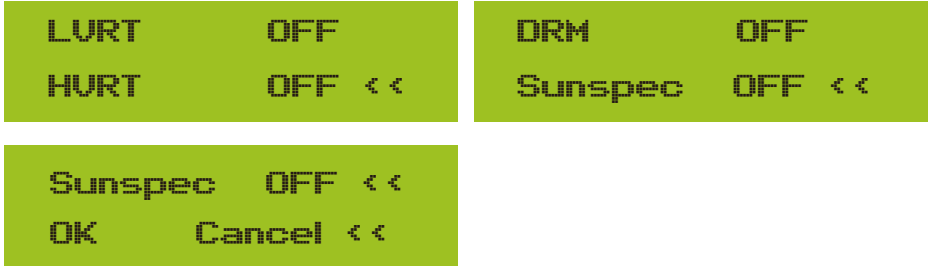 LVRT OFF
HVRT OFF <<
DRM OFF
Sunspec OFF <<
Sunspec OFF <<
OK Cancel <<